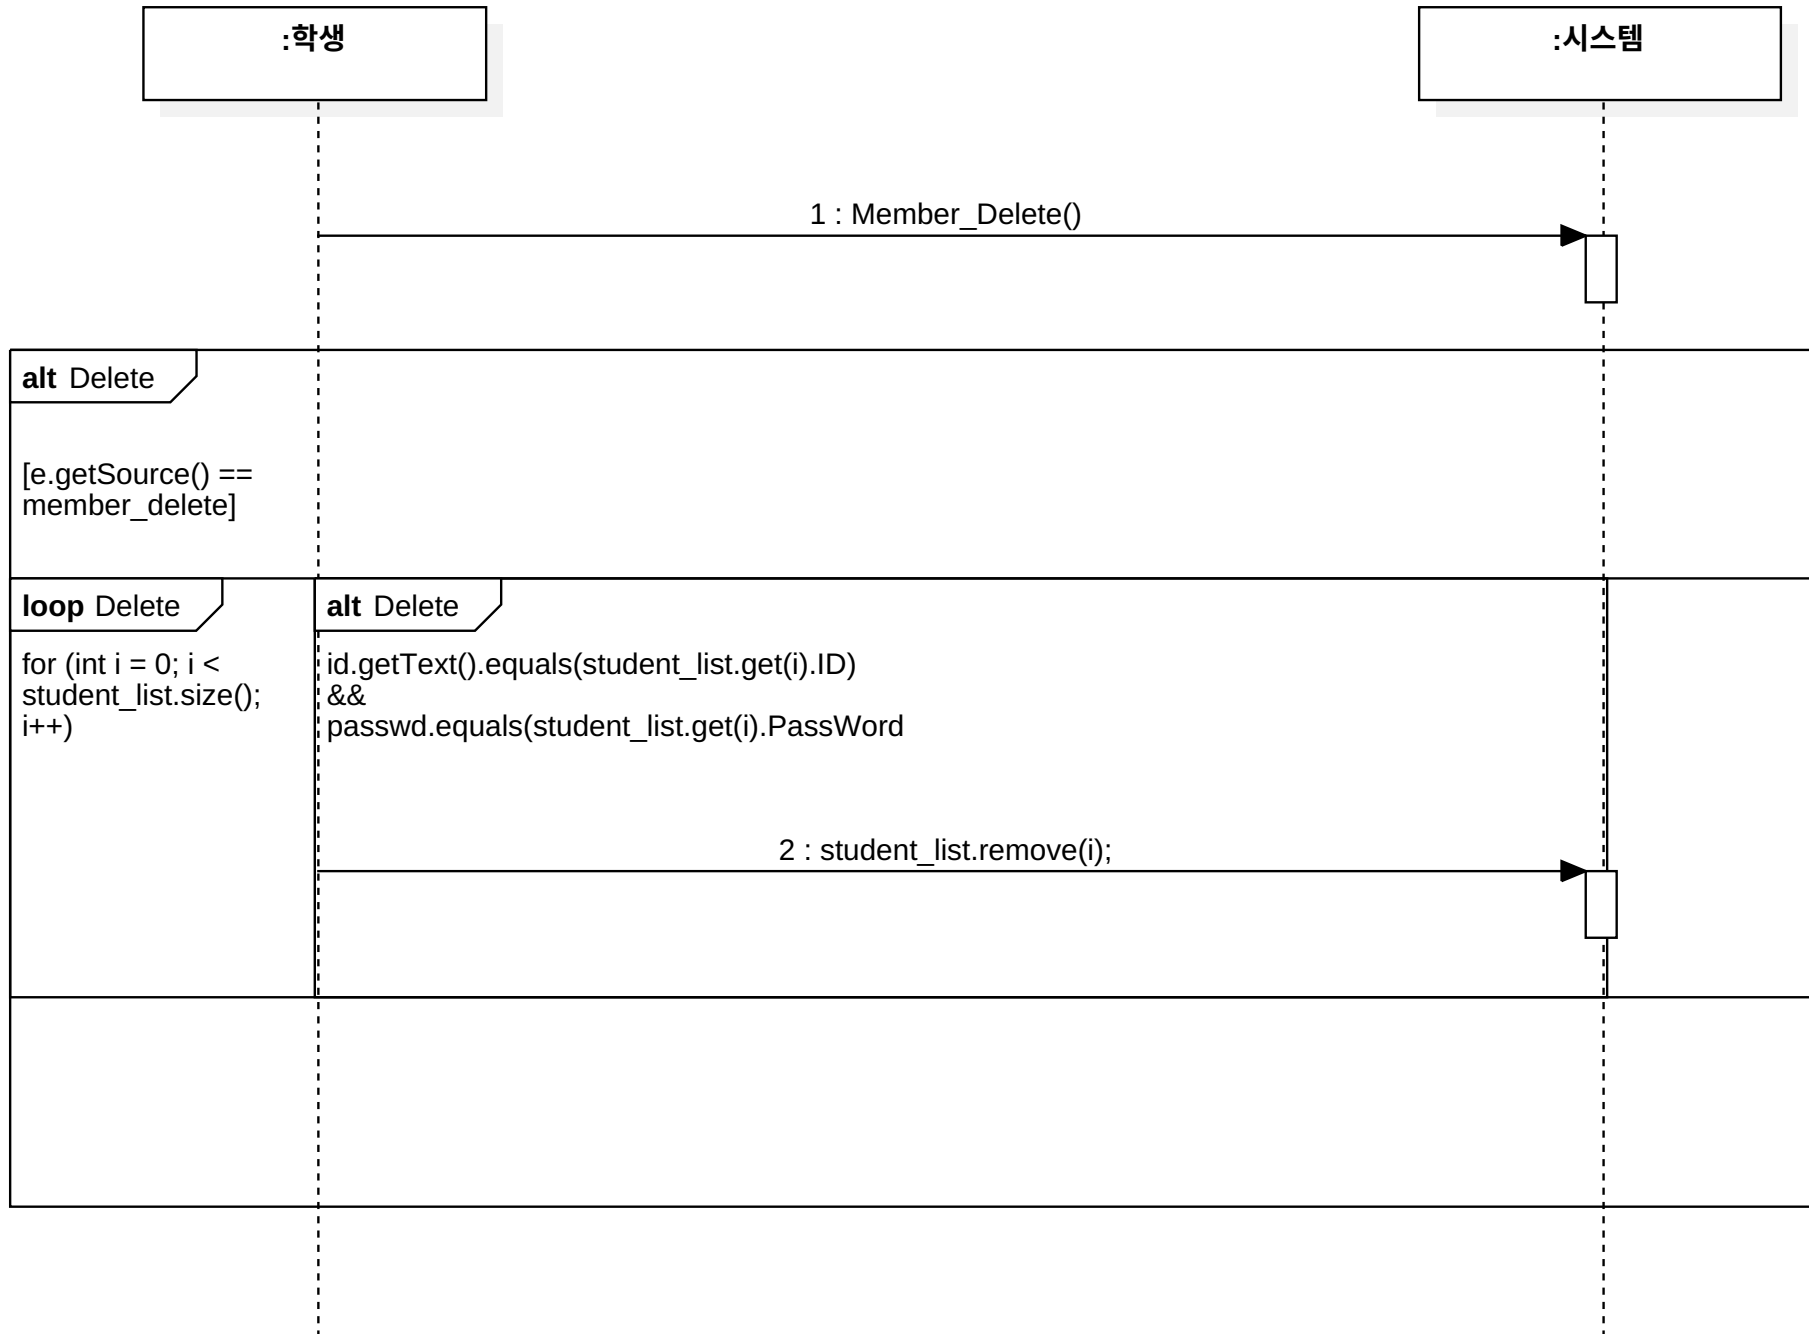 :학생
:시스템
1 : Member_Delete()
alt Delete
[e.getSource() ==
member_delete]
loop Delete
for (int i = 0; i <
student_list.size();
i++)
alt Delete
id.getText().equals(student_list.get(i).ID)
&&
passwd.equals(student_list.get(i).PassWord
2 : student_list.remove(i);